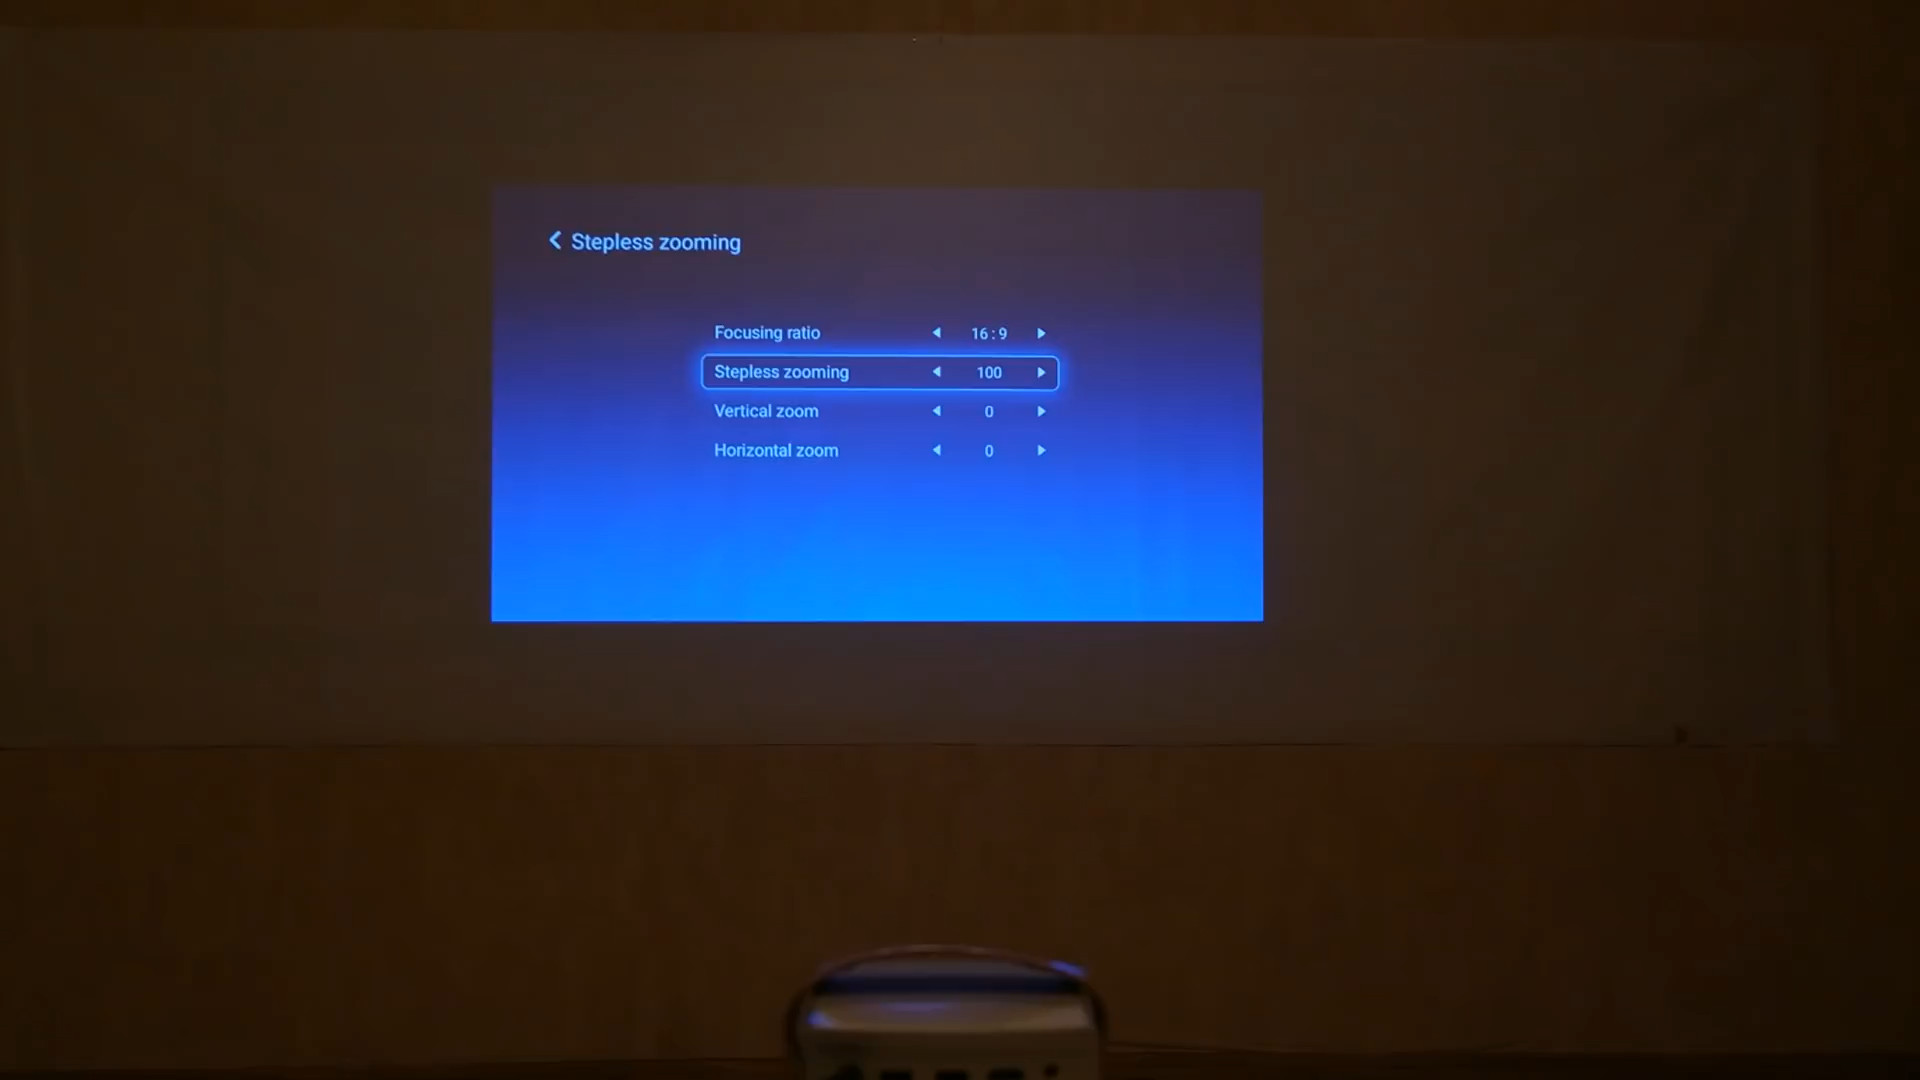 Stepless zooming
Focusing ratio 16:9
Stepless zooming 100
Vertical zoom 0
Horizontal zoom 0